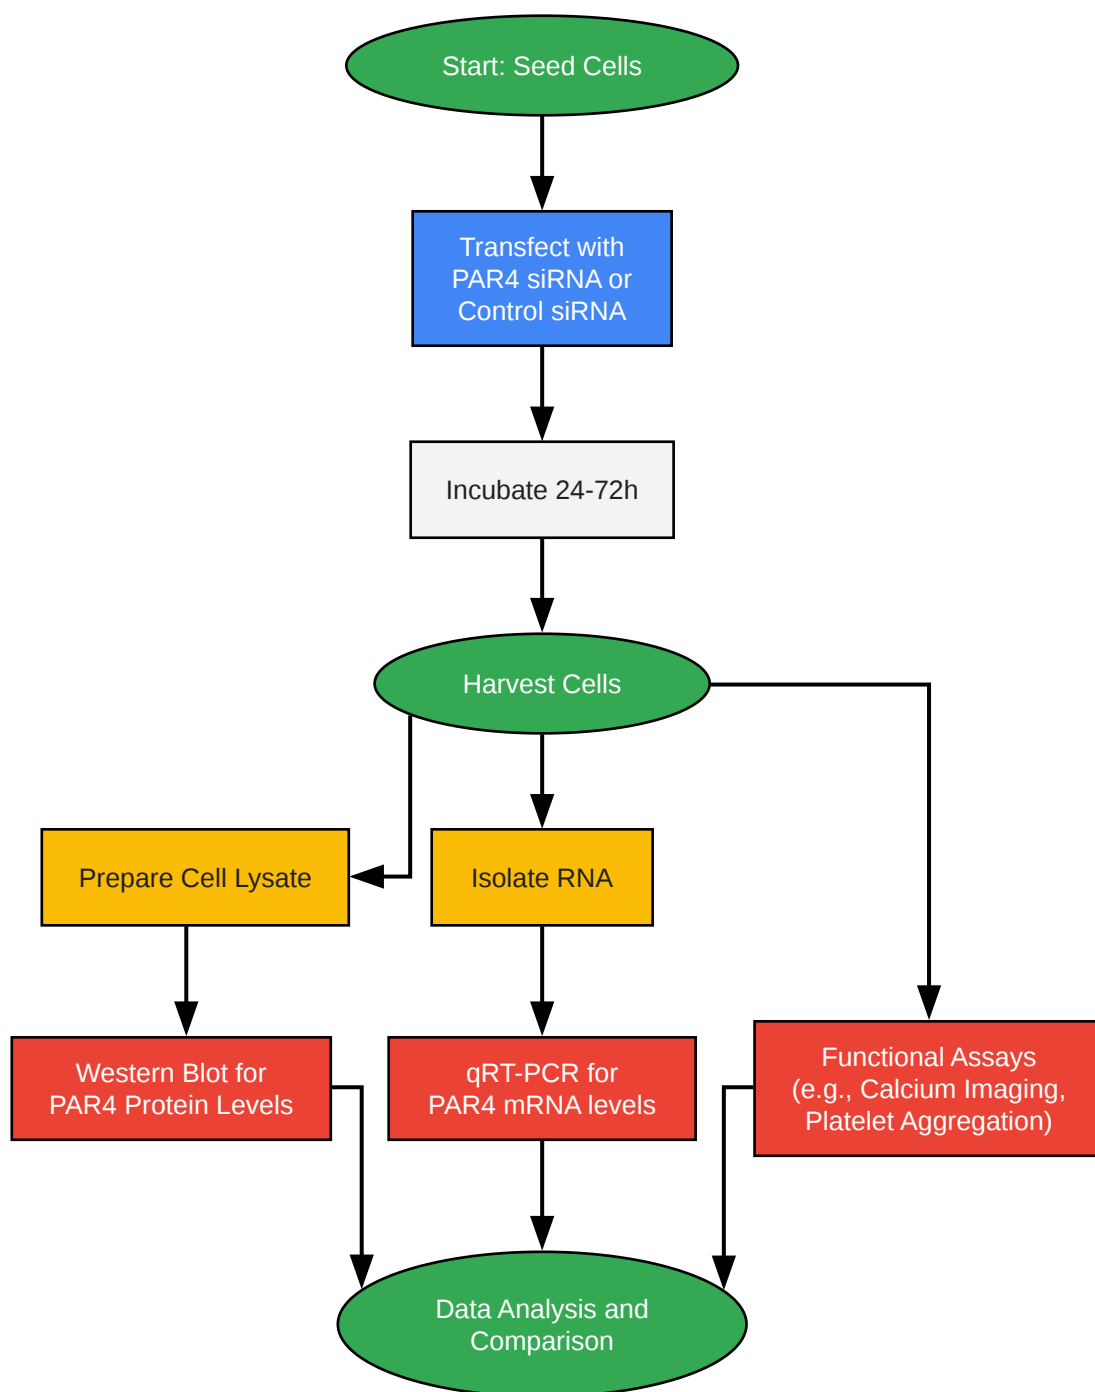 Start: Seed Cells
Transfect with
PAR4 siRNA or
Control siRNA
Incubate 24-72h
Harvest Cells
Prepare Cell Lysate
Isolate RNA
Western Blot for
PAR4 Protein Levels
qRT-PCR for
PAR4 mRNA levels
Functional Assays
(e.g., Calcium Imaging,
Platelet Aggregation)
Data Analysis and
Comparison